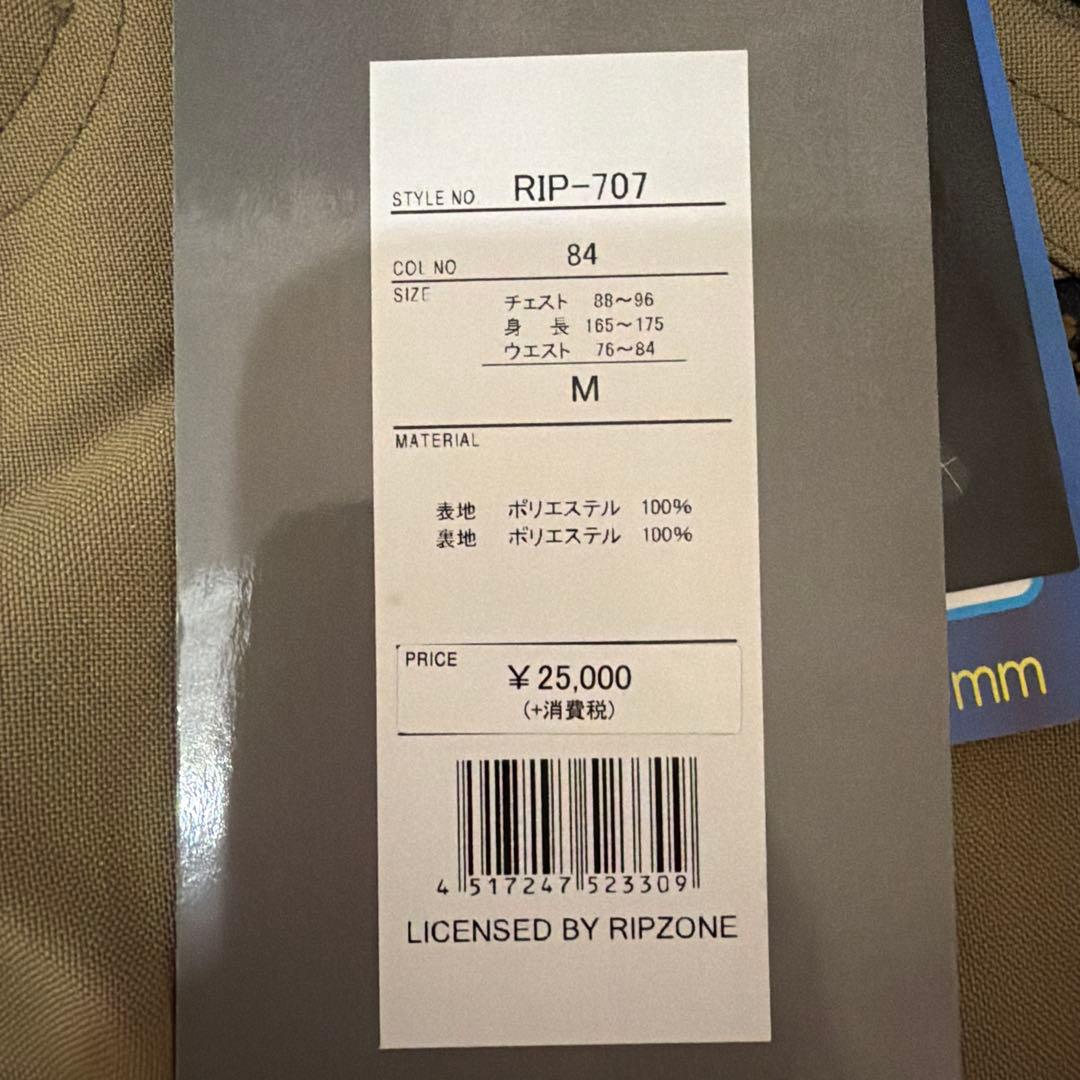 STYLE NO. RIP-707
COL NO 84
SIZE チェスト 88～96
身 長 165～175
ウエスト 76～84
M
MATERIAL
表地 ポリエステル 100%
裏地 ポリエステル 100%
PRICE ￥25,000
(+消費税)
4 517247 523309
LICENSED BY RIPZONE
mm